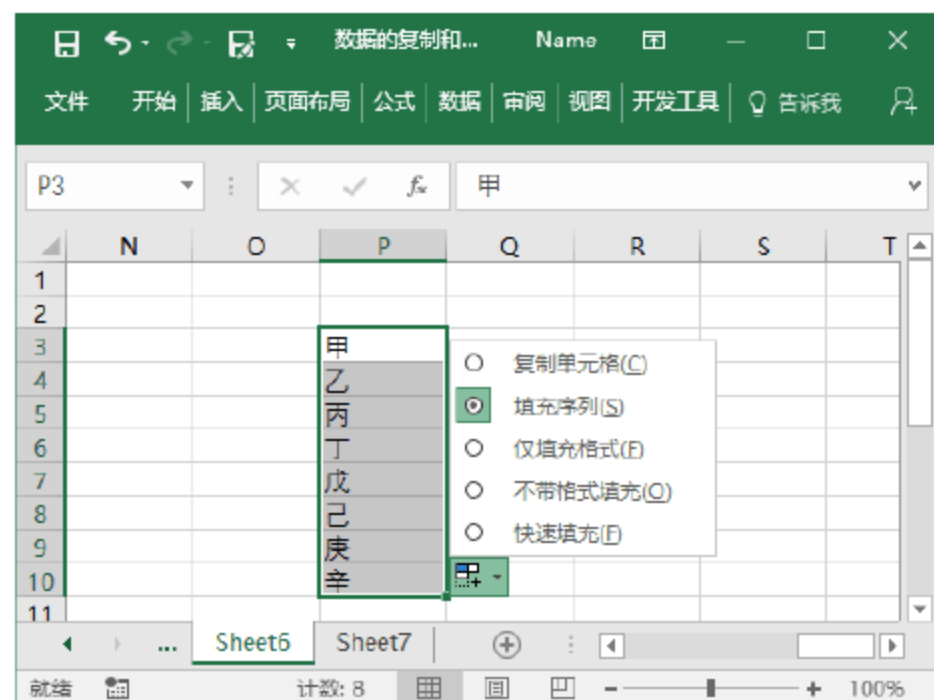 数据的复制和... Name
文件 开始 插入 页面布局 公式 数据 审阅 视图 开发工具 告诉我
P3 fx 甲
N O P Q R S T
1
2
3 甲 复制单元格(C)
4 乙
5 丙 填充序列(S)
6 丁 仅填充格式(F)
7 戊 不带格式填充(O)
8 己
9 庚 快速填充(F)
10 辛
11
... Sheet6 Sheet7
就绪 计数: 8 100%